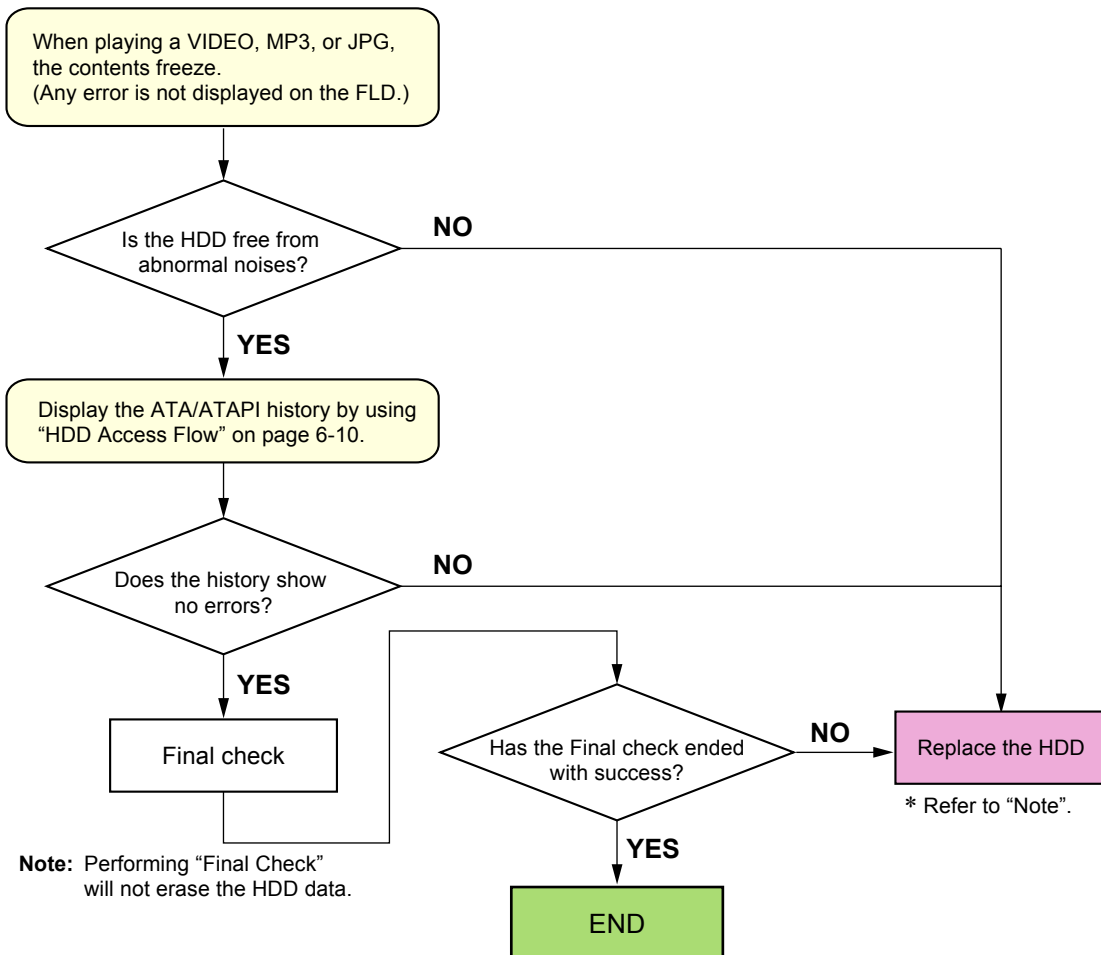 When playing a VIDEO, MP3, or JPG,
the contents freeze.
(Any error is not displayed on the FLD.)
Is the HDD free from
abnormal noises?
NO
YES
Display the ATA/ATAPI history by using
“HDD Access Flow” on page 6-10.
Does the history show
no errors?
NO
YES
Final check
Has the Final check ended
with success?
NO
Replace the HDD
* Refer to “Note”.
YES
Note: Performing “Final Check”
will not erase the HDD data.
END